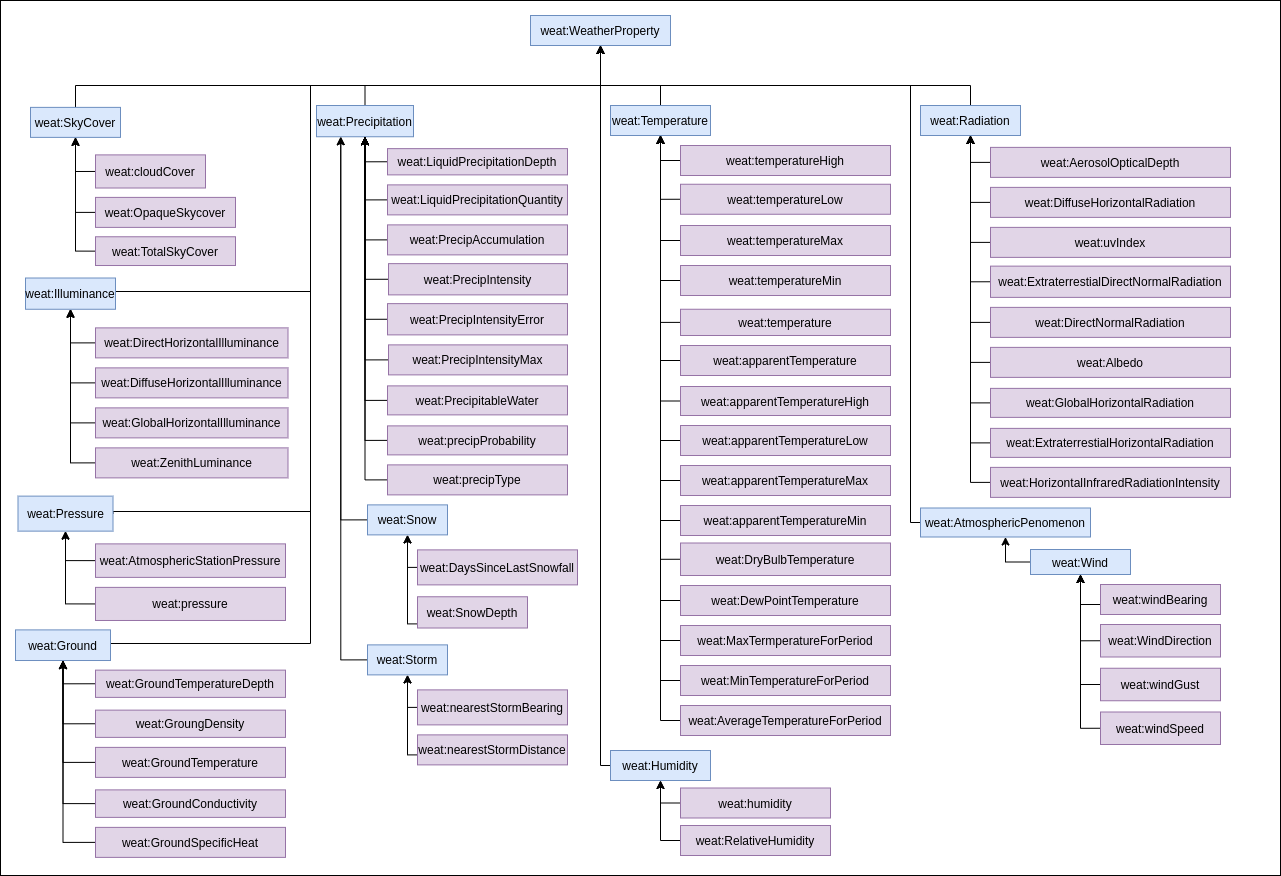 weat:WeatherProperty
weat:SkyCover
weat:cloudCover
weat:OpaqueSkycover
weat:TotalSkyCover
weat:Illuminance
weat:DirectHorizontalIlluminance
weat:DiffuseHorizontalIlluminance
weat:GlobalHorizontalIlluminance
weat:ZenithLuminance
weat:Pressure
weat:AtmosphericStationPressure
weat:pressure
weat:Ground
weat:GroundTemperatureDepth
weat:GroungDensity
weat:GroundTemperature
weat:GroundConductivity
weat:GroundSpecificHeat
weat:Precipitation
weat:LiquidPrecipitationDepth
weat:LiquidPrecipitationQuantity
weat:PrecipAccumulation
weat:PrecipIntensity
weat:PrecipIntensityError
weat:PrecipIntensityMax
weat:PrecipitableWater
weat:precipProbability
weat:precipType
weat:Snow
weat:DaysSinceLastSnowfall
weat:SnowDepth
weat:Storm
weat:nearestStormBearing
weat:nearestStormDistance
weat:Temperature
weat:temperatureHigh
weat:temperatureLow
weat:temperatureMax
weat:temperatureMin
weat:temperature
weat:apparentTemperature
weat:apparentTemperatureHigh
weat:apparentTemperatureLow
weat:apparentTemperatureMax
weat:apparentTemperatureMin
weat:DryBulbTemperature
weat:DewPointTemperature
weat:MaxTermperatureForPeriod
weat:MinTemperatureForPeriod
weat:AverageTemperatureForPeriod
weat:Humidity
weat:humidity
weat:RelativeHumidity
weat:Radiation
weat:AerosolOpticalDepth
weat:DiffuseHorizontalRadiation
weat:uvIndex
weat:ExtraterrestialDirectNormalRadiation
weat:DirectNormalRadiation
weat:Albedo
weat:GlobalHorizontalRadiation
weat:ExtraterrestialHorizontalRadiation
weat:HorizontalInfraredRadiationIntensity
weat:AtmosphericPenomenon
weat:Wind
weat:windBearing
weat:WindDirection
weat:windGust
weat:windSpeed